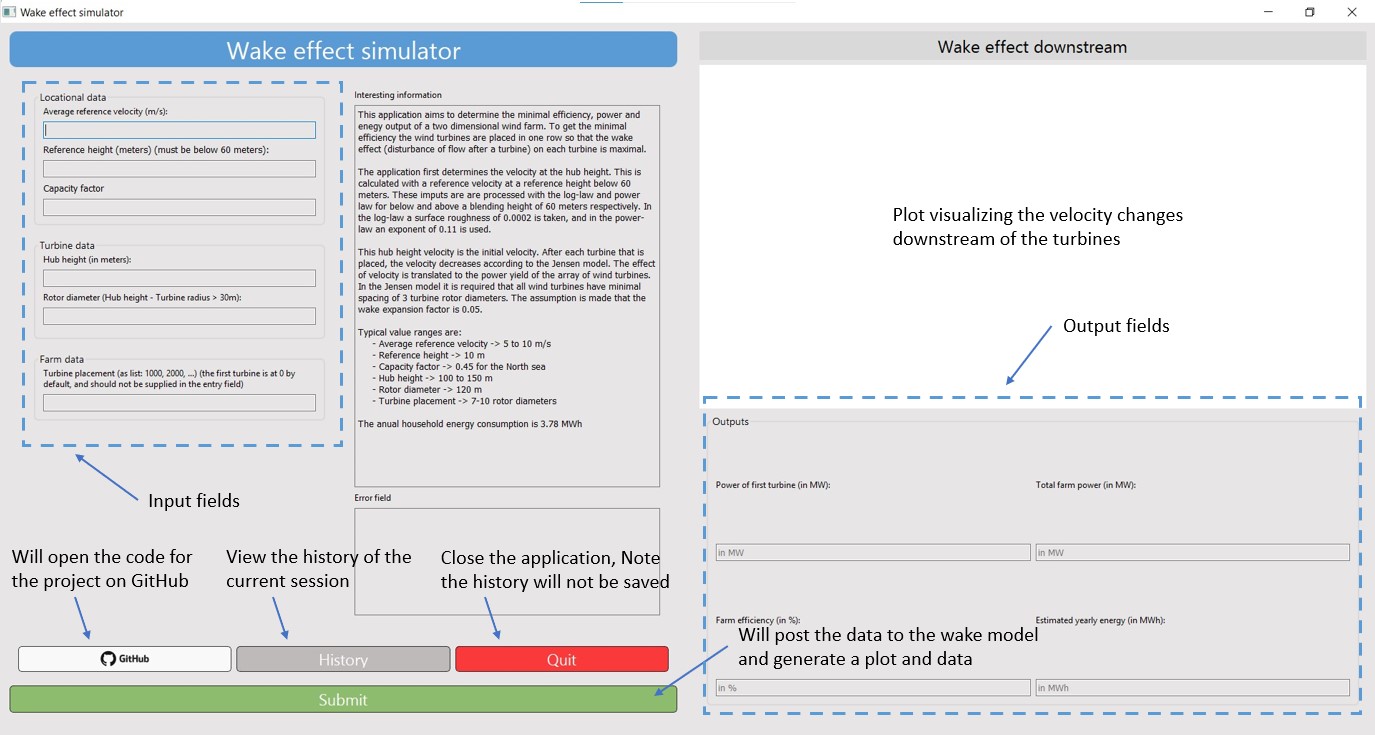 Wake effect simulator
Wake effect simulator
Locational data
Average reference velocity (m/s):
Reference height (meters) (must be below 60 meters):
Capacity factor
Turbine data
Hub height (in meters):
Rotor diameter (Hub height - Turbine radius > 30m):
Farm data
Turbine placement (as list: 1000, 2000, ...) (the first turbine is at 0 by
default, and should not be supplied in the entry field)
Input fields
Interesting information
This application aims to determine the minimal efficiency, power and
enegy output of a two dimensional wind farm. To get the minimal
efficiency the wind turbines are placed in one row so that the wake
effect (disturbance of flow after a turbine) on each turbine is maximal.
The application first determines the velocity at the hub height. This is
calculated with a reference velocity at a reference height below 60
meters. These imputs are are processed with the log-law and power
law for below and above a blending height of 60 meters respectively. In
the log-law a surface roughness of 0.0002 is taken, and in the power-
law an exponent of 0.11 is used.
This hub height velocity is the initial velocity. After each turbine that is
placed, the velocity decreases according to the Jensen model. The effect
of velocity is translated to the power yield of the array of wind turbines.
In the Jensen model it is required that all wind turbines have minimal
spacing of 3 turbine rotor diameters. The assumption is made that the
wake expansion factor is 0.05.
Typical value ranges are:
- Average reference velocity -> 5 to 10 m/s
- Reference height -> 10 m
- Capacity factor -> 0.45 for the North sea
- Hub height -> 100 to 150 m
- Rotor diameter -> 120 m
- Turbine placement -> 7-10 rotor diameters
The anual household energy consumption is 3.78 MWh
Error field
Will open the code for
the project on GitHub
View the history of the
current session
Close the application, Note
the history will not be saved
GitHub
History
Quit
Submit
Wake effect downstream
Plot visualizing the velocity changes
downstream of the turbines
Output fields
Outputs
Power of first turbine (in MW):
Total farm power (in MW):
in MW
in MW
Farm efficiency (in %):
Estimated yearly energy (in MWh):
Will post the data to the wake model
and generate a plot and data
in %
in MWh